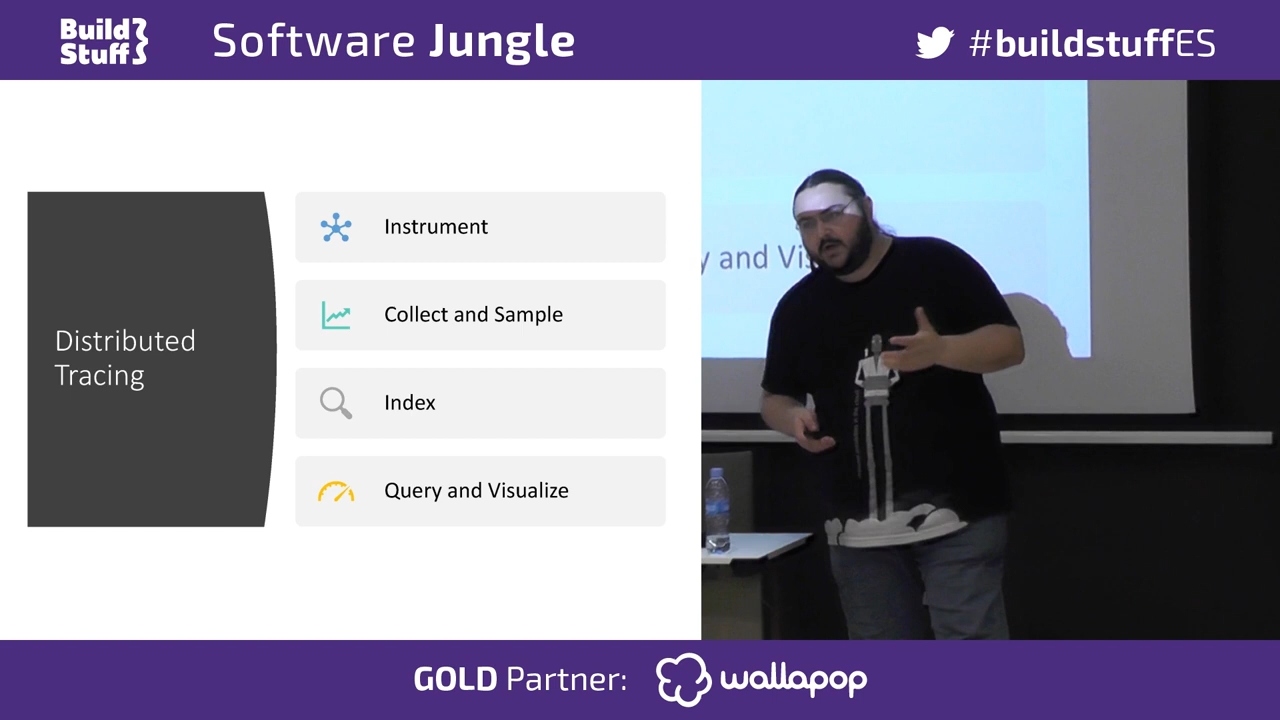 Build
Stuff
Software Jungle
#buildstuffES
Distributed
Tracing
Instrument
Collect and Sample
Index
Query and Visualize
y and Vis
GOLD Partner:
wallapop